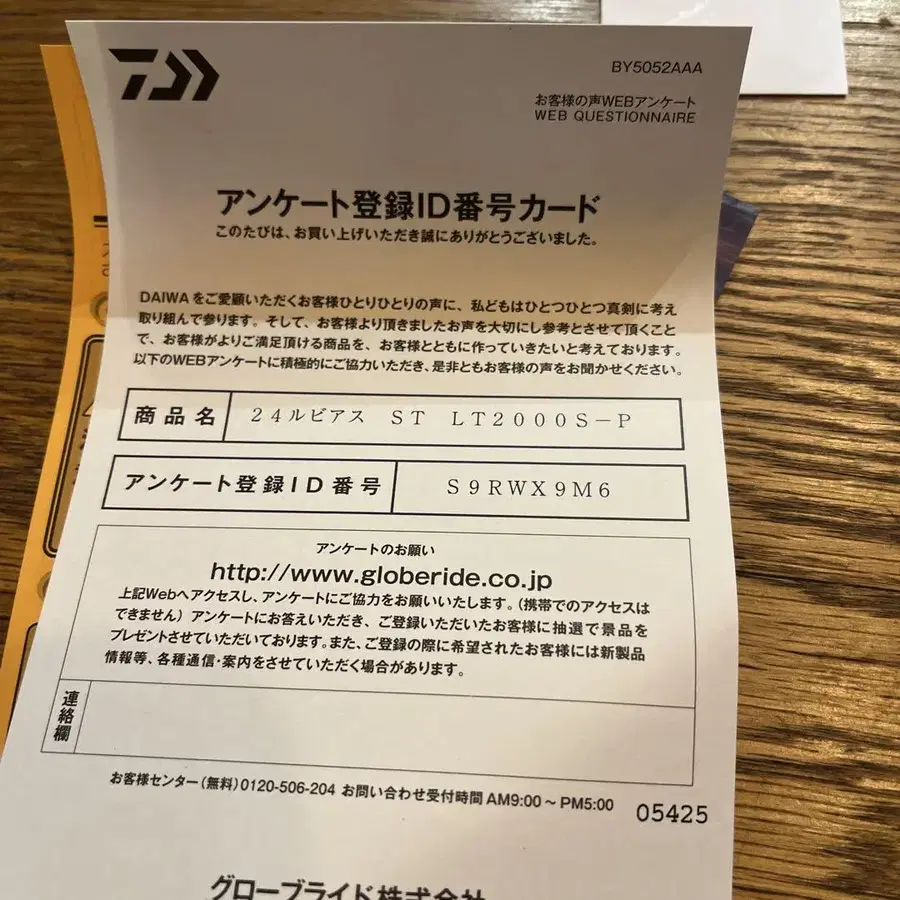 BY5052AAA
お客様の声WEBアンケート
WEB QUESTIONNAIRE
アンケート登録ID番号カード
このたびは、お買い上げいただき誠にありがとうございました。
DAIWAをご愛顧いただくお客様ひとりひとりの声に、私どもはひとつひとつ真剣に考え
取り組んで参ります。そして、お客様より頂きましたお声を大切にし参考とさせて頂くこと
で、お客様がよりご満足頂ける商品を、お客様とともに作っていきたいと考えております。
以下のWEBアンケートに積極的にご協力いただき、是非ともお客様の声をお聞かせください。
商品名 24ルビアス ST LT2000S-P
アンケート登録ID番号 S9RWX9M6
アンケートのお願い
http://www.globeride.co.jp
上記Webへアクセスし、アンケートにご協力をお願いいたします。(携帯でのアクセスは
できません)アンケートにお答えいただき、ご登録いただいたお客様に抽選で景品を
プレゼントさせていただいております。また、ご登録の際に希望されたお客様には新製品
情報等、各種通信・案内をさせていただく場合があります。
連絡欄
お客様センター(無料)0120-506-204 お問い合わせ受付時間 AM9:00~PM5:00
05425
グローブライド株式会社